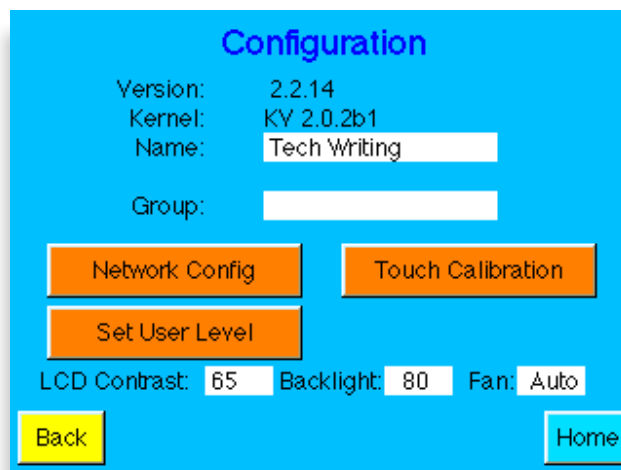 Configuration
Version: 2.2.14
Kernel: KV 2.0.2b1
Name: Tech Writing
Group:
Network Config Touch Calibration
Set User Level
LCD Contrast: 65 Backlight: 80 Fan: Auto
Back Home